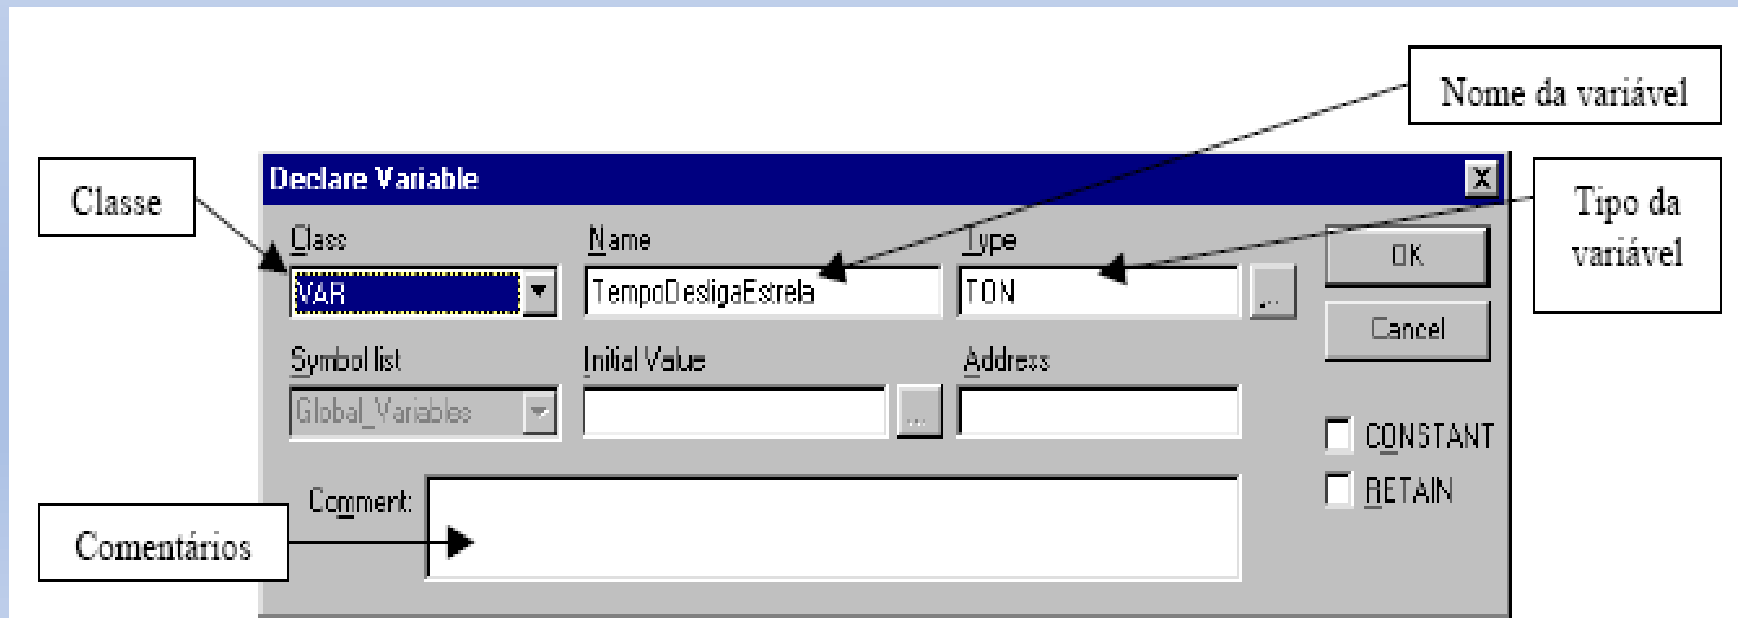 Nome da variável
Classe
Tipo da
variável
Declare Variable
Class
Name
Type
OK
VAR
TempoDesligaEstrela
TON
...
Cancel
Symbol list
Initial Value
Address
Global_Variables
...
CONSTANT
RETAIN
Comment:
Comentários